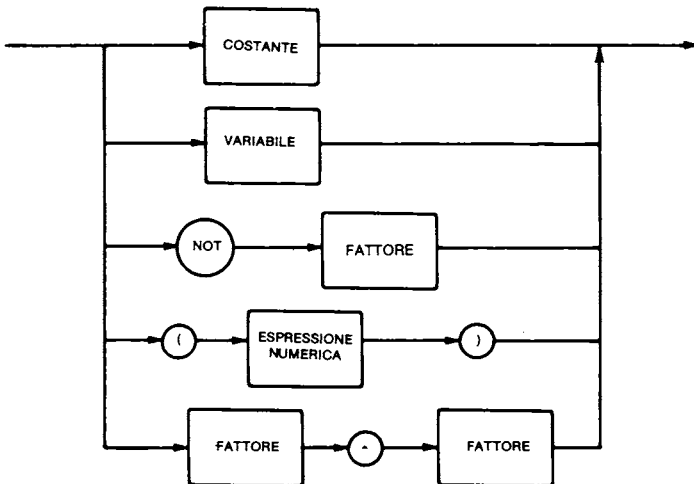 COSTANTE
VARIABILE
NOT FATTORE
( ESPRESSIONE
NUMERICA )
FATTORE ^ FATTORE